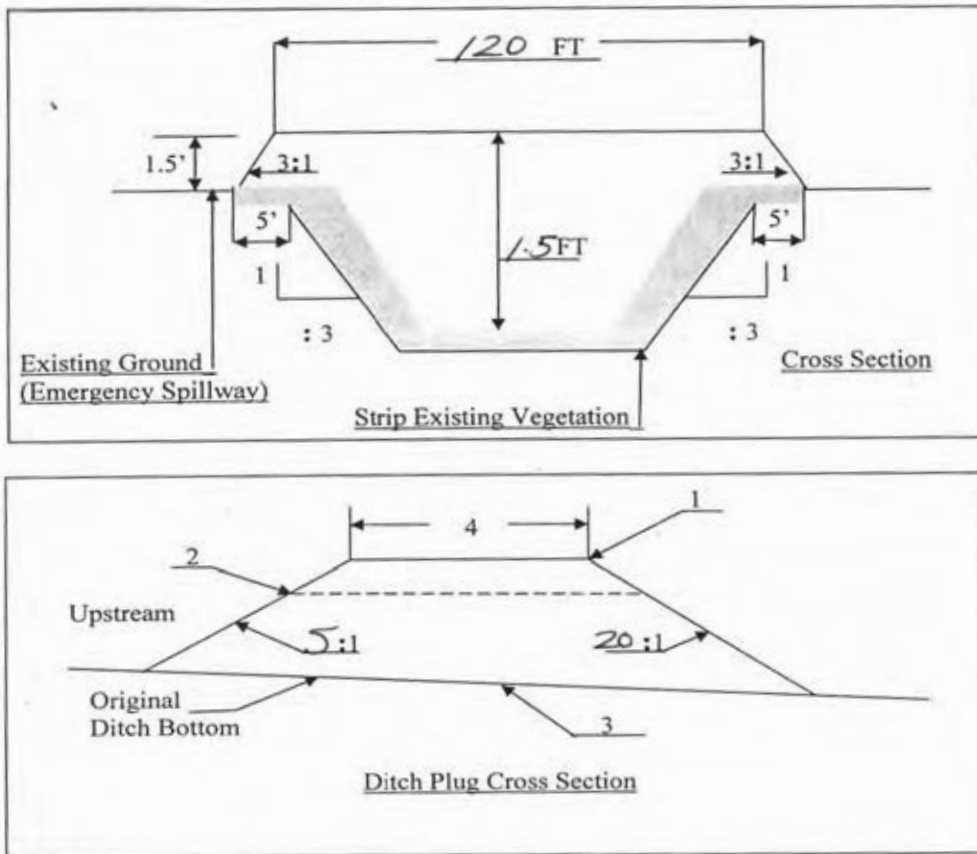 120 FT
1.5'
3:1
3:1
5'
5'
1.5 FT
1
1
: 3
: 3
Existing Ground
(Emergency Spillway)
Cross Section
Strip Existing Vegetation
4
1
2
Upstream
5:1
20:1
Original
Ditch Bottom
3
Ditch Plug Cross Section